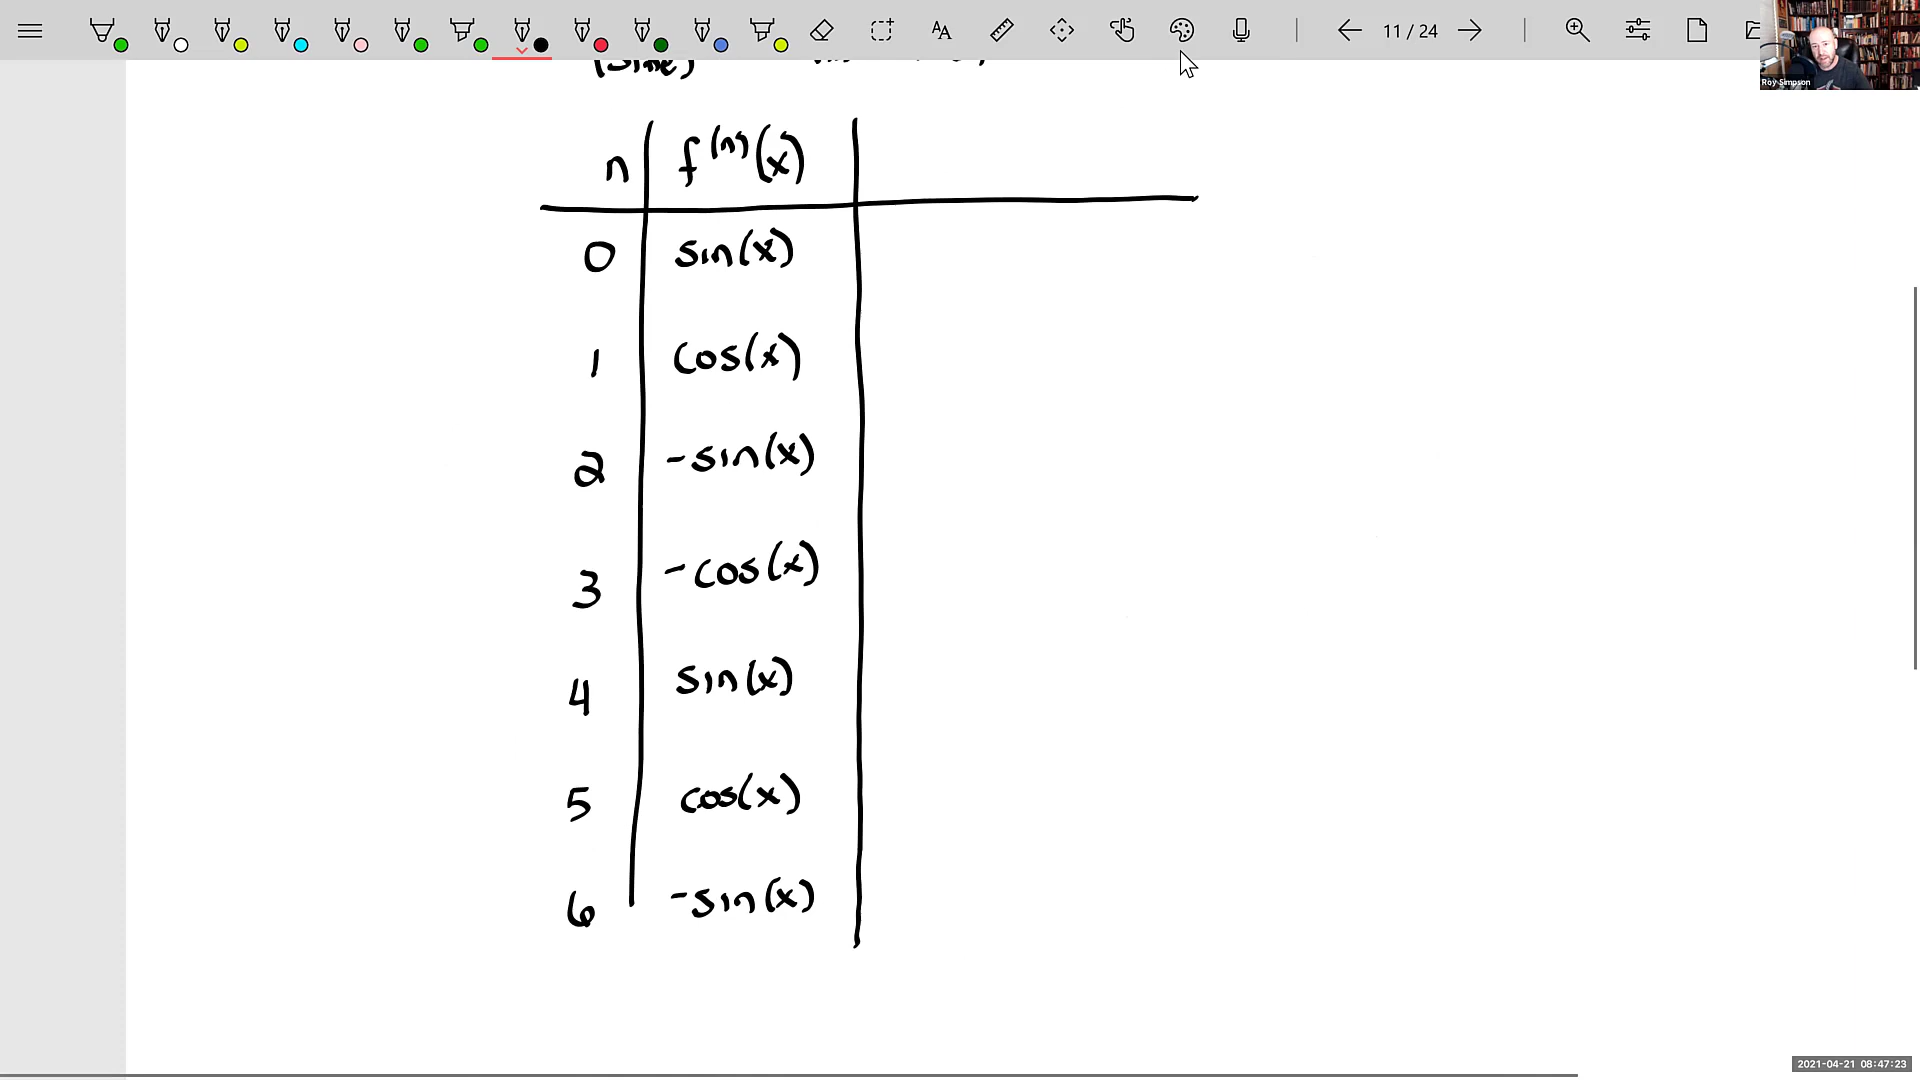 11 / 24
Roy Simpson
n f^(n)(x)
0 sin(x)
1 cos(x)
2 -sin(x)
3 -cos(x)
4 sin(x)
5 cos(x)
6 -sin(x)
2021-04-21 08:47:23